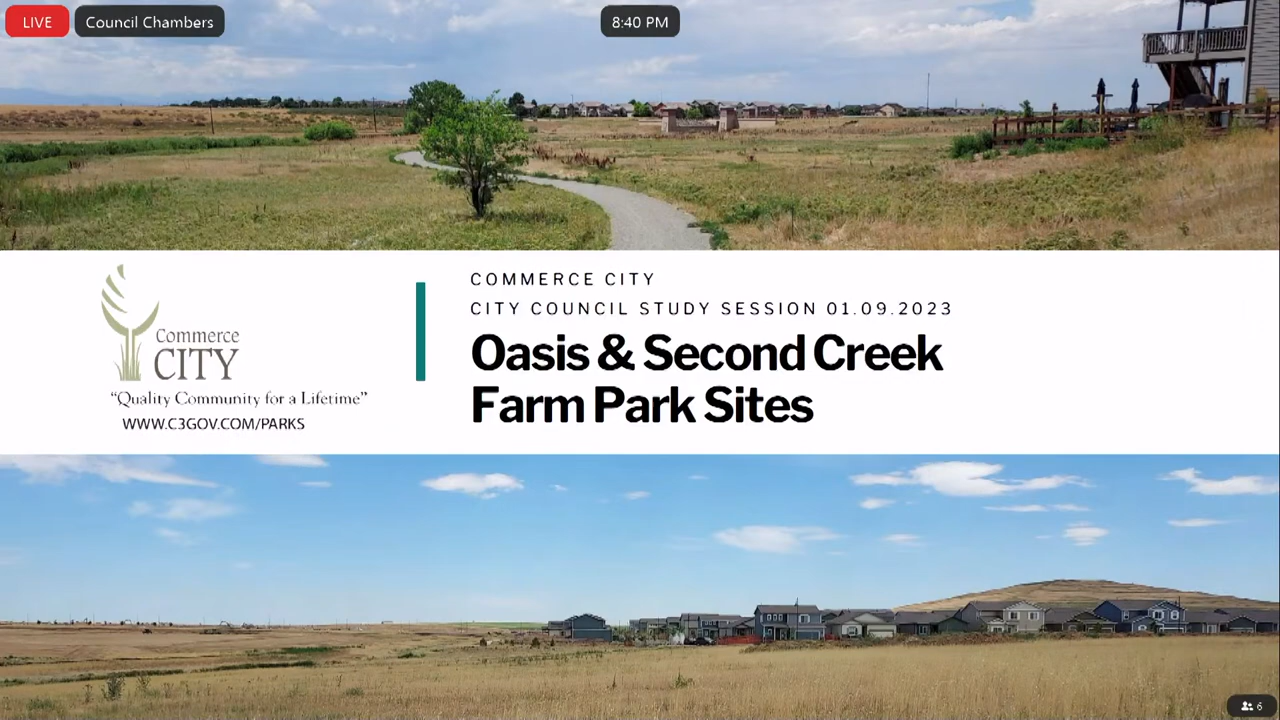 LIVE
Council Chambers
8:40 PM
Commerce
CITY
"Quality Community for a Lifetime"
WWW.C3GOV.COM/PARKS
COMMERCE CITY
CITY COUNCIL STUDY SESSION 01.09.2023
Oasis & Second Creek
Farm Park Sites
6